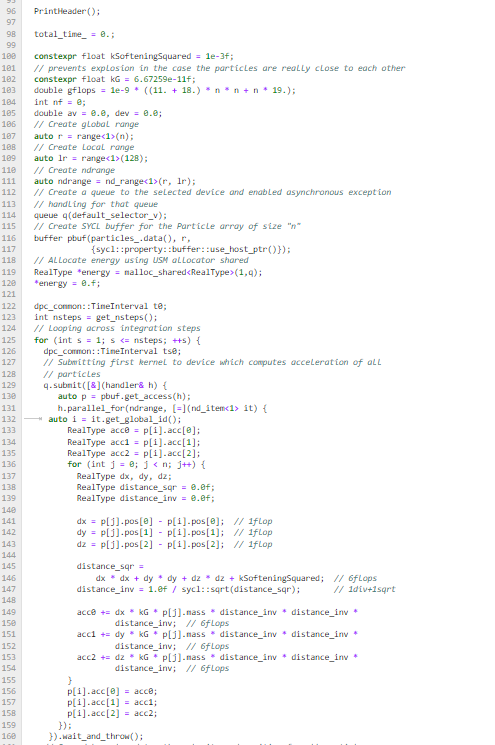 96 PrintHeader();
97
98 total_time_ = 0.;
99
100 constexpr float kSofteningSquared = 1e-3f;
101 // prevents explosion in the case the particles are really close to each other
102 constexpr float kG = 6.67259e-11f;
103 double gflops = 1e-9 * ((11. + 18.) * n * n + n * 19.);
104 int nf = 0;
105 double av = 0.0, dev = 0.0;
106 // Create global range
107 auto r = range<1>(n);
108 // Create local range
109 auto lr = range<1>(128);
110 // Create ndrange
111 auto ndrange = nd_range<1>(r, lr);
112 // Create a queue to the selected device and enabled asynchronous exception
113 // handling for that queue
114 queue q(default_selector_v);
115 // Create SYCL buffer for the Particle array of size "n"
116 buffer pbuf(particles_.data(), r,
117 {sycl::property::buffer::use_host_ptr()});
118 // Allocate energy using USM allocator shared
119 RealType *energy = malloc_shared<RealType>(1,q);
120 *energy = 0.f;
121
122 dpc_common::TimeInterval t0;
123 int nsteps = get_nsteps();
124 // Looping across integration steps
125 for (int s = 1; s <= nsteps; ++s) {
126 dpc_common::TimeInterval ts0;
127 // Submitting first kernel to device which computes acceleration of all
128 // particles
129 q.submit([&](handler& h) {
130 auto p = pbuf.get_access(h);
131 h.parallel_for(ndrange, [=](nd_item<1> it) {
132 auto i = it.get_global_id();
133 RealType acc0 = p[i].acc[0];
134 RealType acc1 = p[i].acc[1];
135 RealType acc2 = p[i].acc[2];
136 for (int j = 0; j < n; j++) {
137 RealType dx, dy, dz;
138 RealType distance_sqr = 0.0f;
139 RealType distance_inv = 0.0f;
140
141 dx = p[j].pos[0] - p[i].pos[0]; // 1flop
142 dy = p[j].pos[1] - p[i].pos[1]; // 1flop
143 dz = p[j].pos[2] - p[i].pos[2]; // 1flop
144
145 distance_sqr =
146 dx * dx + dy * dy + dz * dz + kSofteningSquared; // 6flops
147 distance_inv = 1.0f / sycl::sqrt(distance_sqr); // 1div+1sqrt
148
149 acc0 += dx * kG * p[j].mass * distance_inv * distance_inv *
150 distance_inv; // 6flops
151 acc1 += dy * kG * p[j].mass * distance_inv * distance_inv *
152 distance_inv; // 6flops
153 acc2 += dz * kG * p[j].mass * distance_inv * distance_inv *
154 distance_inv; // 6flops
155 }
156 p[i].acc[0] = acc0;
157 p[i].acc[1] = acc1;
158 p[i].acc[2] = acc2;
159 });
160 }).wait_and_throw();